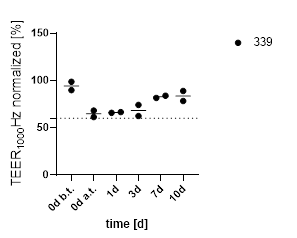 TEER1000Hz normalized [%]
150
100
50
0
0d b.t.
0d a.t.
1d
3d
7d
10d
time [d]
339